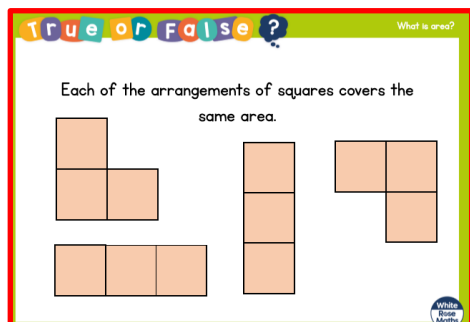 True or False?
What is area?
Each of the arrangements of squares covers the
same area.
White
Rose
Maths